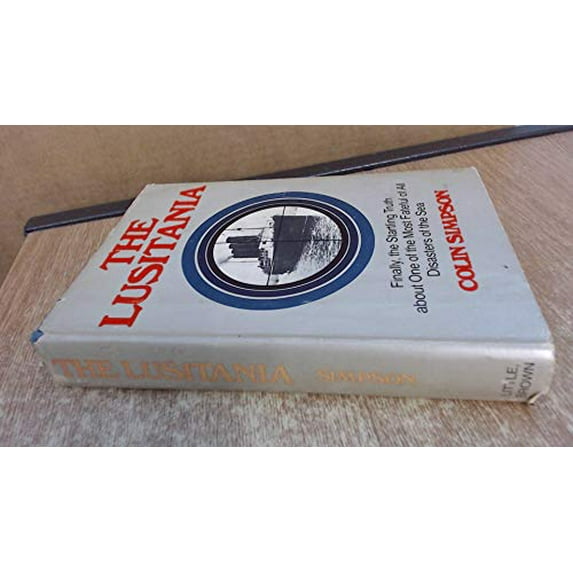 THE
LUSITANIA
Finally, the Startling Truth
about One of the Most Fateful of All
Disasters of the Sea
COLIN SIMPSON
THE LUSITANIA SIMPSON
LITTLE,
BROWN